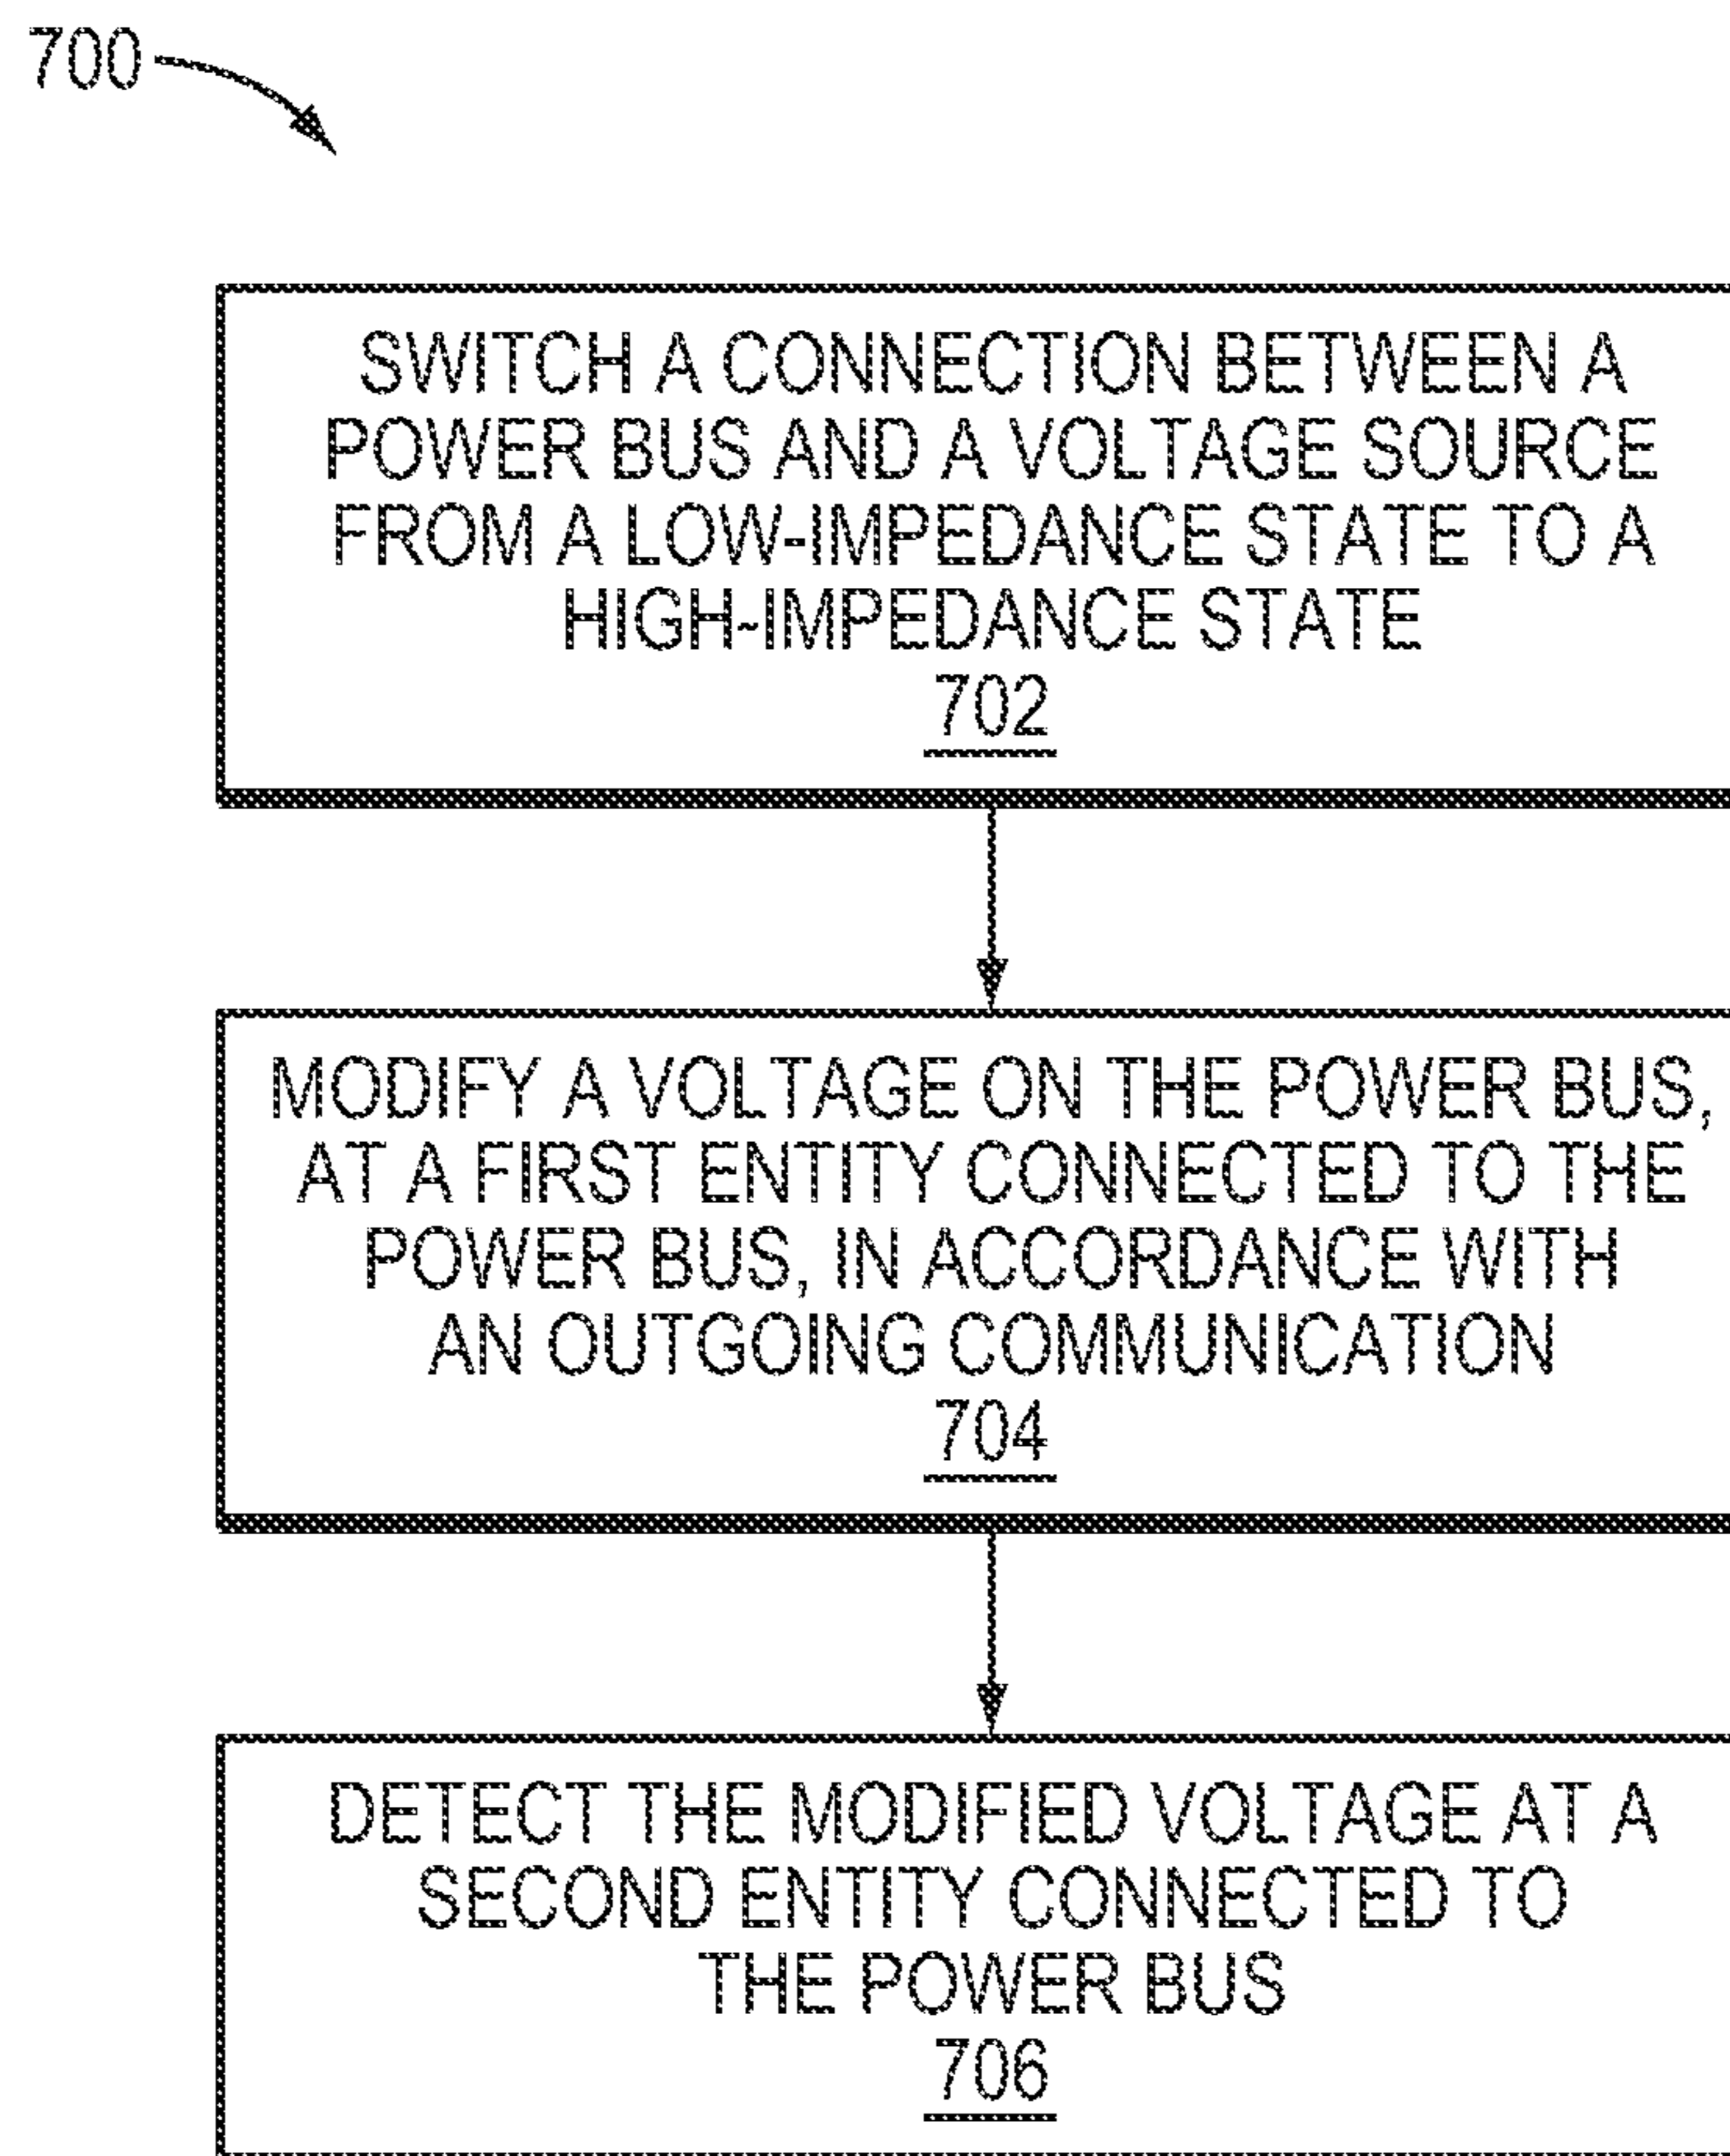 700
SWITCH A CONNECTION BETWEEN A
POWER BUS AND A VOLTAGE SOURCE
FROM A LOW-IMPEDANCE STATE TO A
HIGH-IMPEDANCE STATE
702
MODIFY A VOLTAGE ON THE POWER BUS,
AT A FIRST ENTITY CONNECTED TO THE
POWER BUS, IN ACCORDANCE WITH
AN OUTGOING COMMUNICATION
704
DETECT THE MODIFIED VOLTAGE AT A
SECOND ENTITY CONNECTED TO
THE POWER BUS
706